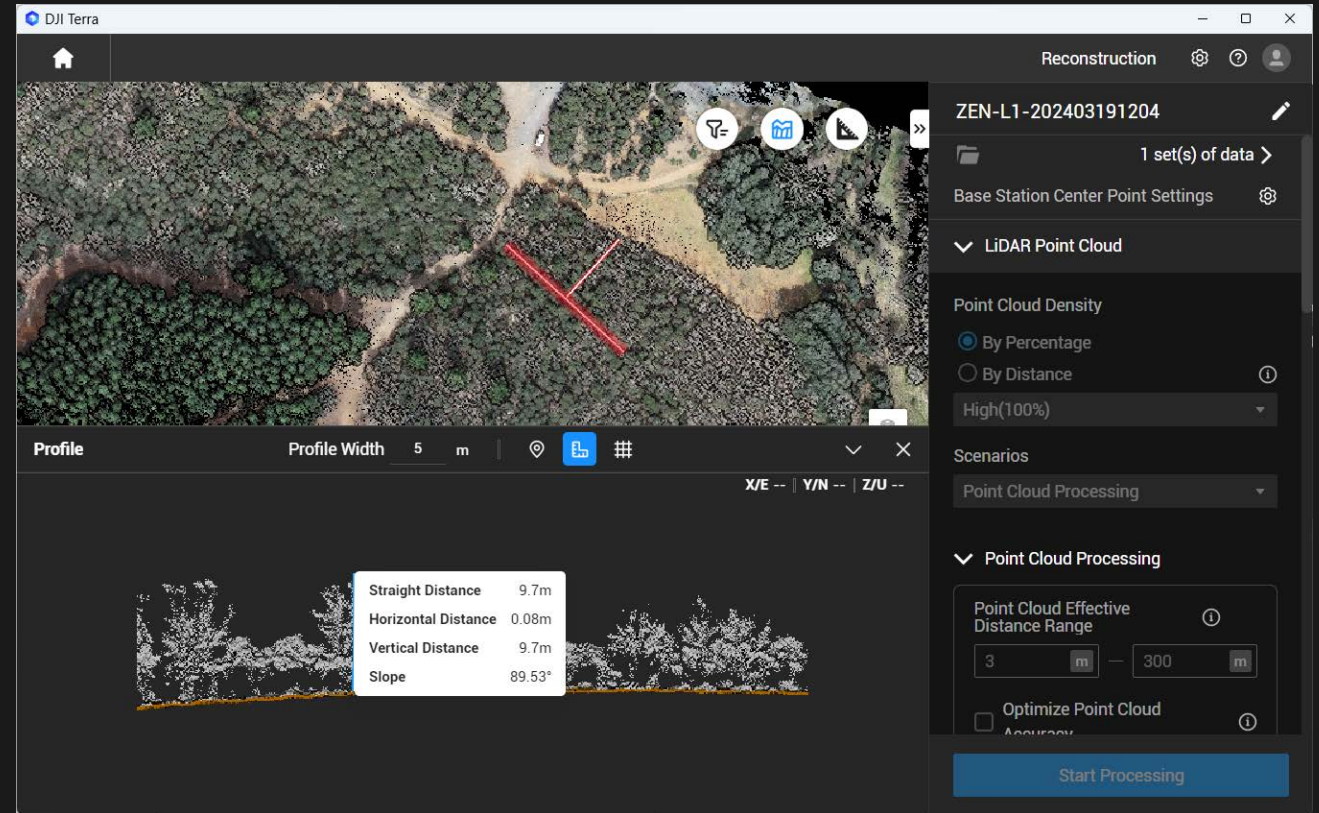 DJI Terra
Reconstruction
ZEN-L1-202403191204
1 set(s) of data
Base Station Center Point Settings
LiDAR Point Cloud
Point Cloud Density
By Percentage
By Distance
High(100%)
Scenarios
Point Cloud Processing
Point Cloud Processing
Point Cloud Effective
Distance Range
3 m — 300 m
Optimize Point Cloud
Accuracy
Start Processing
Profile
Profile Width 5 m
X/E -- | Y/N -- | Z/U --
Straight Distance 9.7m
Horizontal Distance 0.08m
Vertical Distance 9.7m
Slope 89.53°